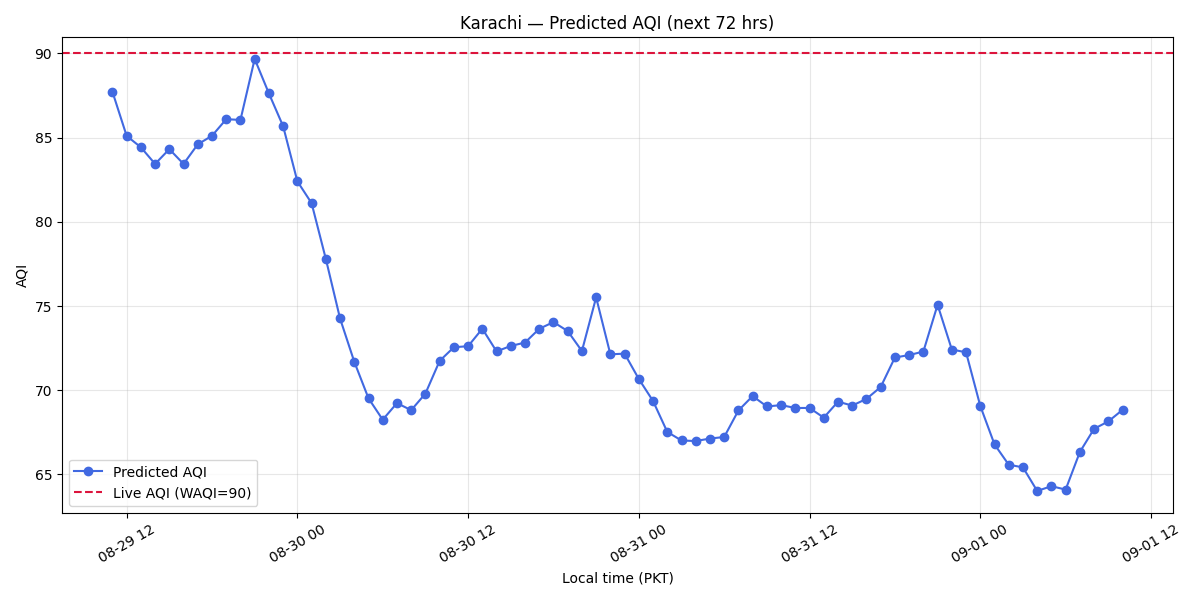 Karachi — Predicted AQI (next 72 hrs)
AQI
90
85
80
75
70
65
Predicted AQI
Live AQI (WAQI=90)
08-29 12
08-30 00
08-30 12
08-31 00
08-31 12
09-01 00
09-01 12
Local time (PKT)